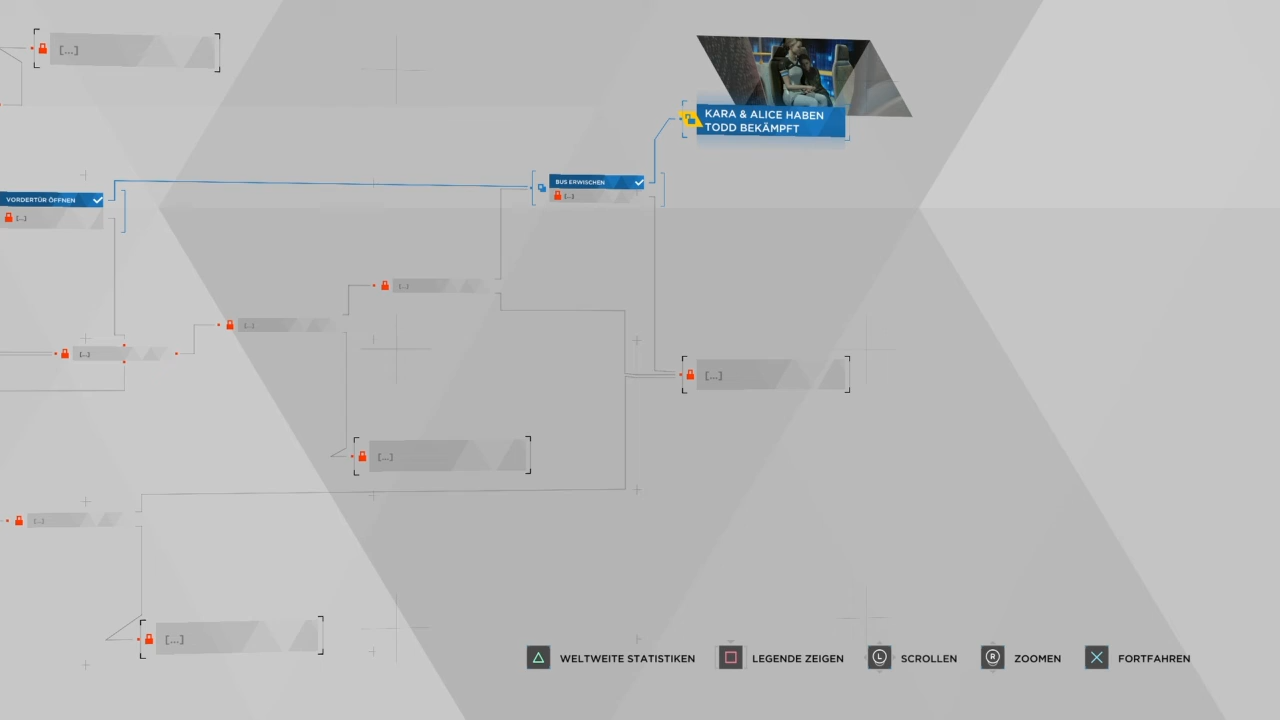 [...]
KARA & ALICE HABEN
TODD BEKÄMPFT
BUS ERWISCHEN
[...]
VORDERTÜR ÖFFNEN
[...]
[...]
[...]
[...]
[...]
[...]
[...]
[...]
WELTWEITE STATISTIKEN
LEGENDE ZEIGEN
L
SCROLLEN
R
ZOOMEN
FORTFAHREN